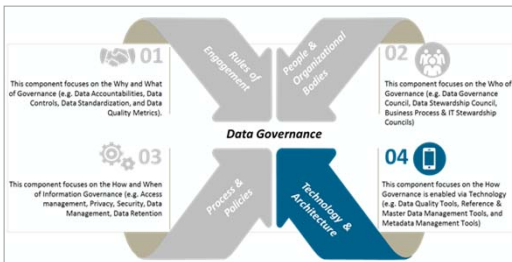 01
Rules of
Engagement
People &
Organizational
Bodies
02
This component focuses on the Why and What
of Governance (e.g. Data Accountabilities, Data
Controls, Data Standardization, and Data
Quality Metrics).
This component focuses on the Who of
Governance (e.g. Data Governance
Council, Data Stewardship Council,
Business Process & IT Stewardship
Councils)
Data Governance
03
Process &
Policies
Technology &
Architecture
04
This component focuses on the How and When
of Information Governance (e.g. Access
management, Privacy, Security, Data
Management, Data Retention
This component focuses on the How
Governance is enabled via Technology
(e.g. Data Quality Tools, Reference &
Master Data Management Tools, and
Metadata Management Tools)